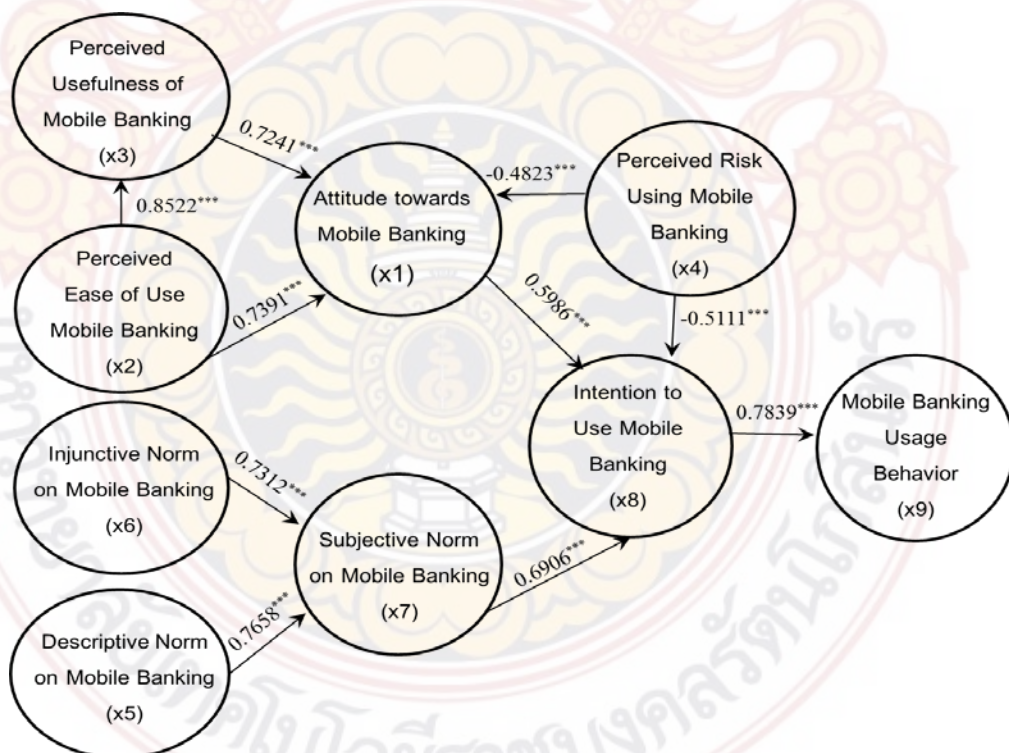 Perceived
Usefulness of
Mobile Banking
(x3)
0.7241***
0.8522***
Perceived
Ease of Use
Mobile Banking
(x2)
0.7391***
Attitude towards
Mobile Banking
(x1)
-0.4823***
Perceived Risk
Using Mobile
Banking
(x4)
0.5986***
-0.5111***
Injunctive Norm
on Mobile Banking
(x6)
0.7312***
Descriptive Norm
on Mobile Banking
(x5)
0.7658***
Subjective Norm
on Mobile Banking
(x7)
0.6906***
Intention to
Use Mobile
Banking
(x8)
0.7839***
Mobile Banking
Usage
Behavior
(x9)